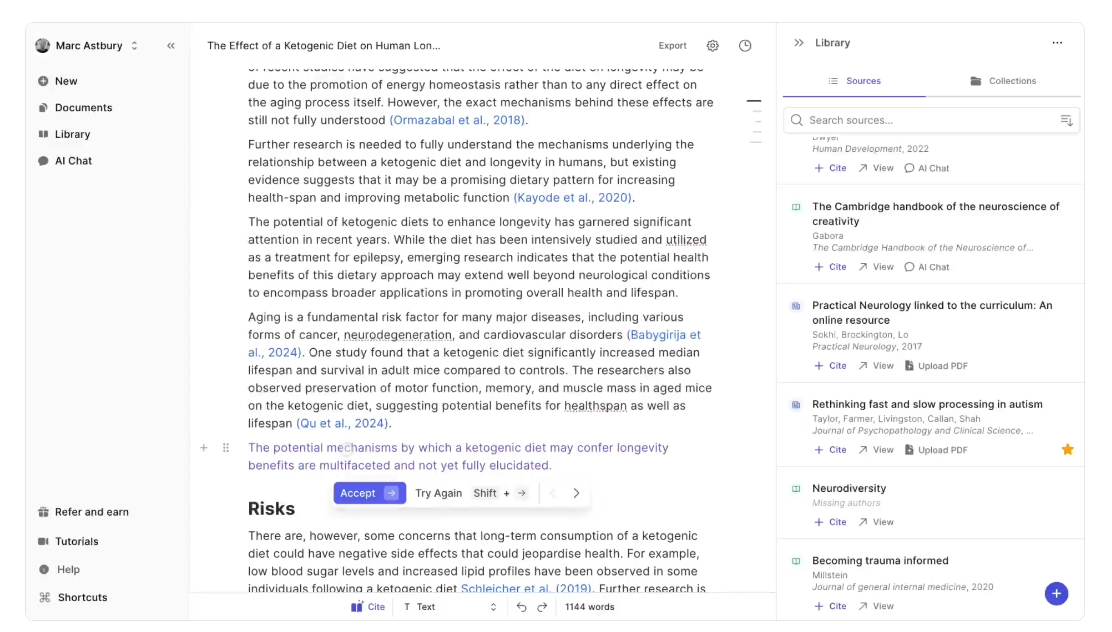 Marc Astbury
New
Documents
Library
AI Chat
Refer and earn
Tutorials
Help
Shortcuts
The Effect of a Ketogenic Diet on Human Lon...
Export
of recent studies have suggested that the effect of the diet on longevity may be
due to the promotion of energy homeostasis rather than to any direct effect on
the aging process itself. However, the exact mechanisms behind these effects are
still not fully understood (Ormazabal et al., 2018).
Further research is needed to fully understand the mechanisms underlying the
relationship between a ketogenic diet and longevity in humans, but existing
evidence suggests that it may be a promising dietary pattern for increasing
health-span and improving metabolic function (Kayode et al., 2020).
The potential of ketogenic diets to enhance longevity has garnered significant
attention in recent years. While the diet has been intensively studied and utilized
as a treatment for epilepsy, emerging research indicates that the potential health
benefits of this dietary approach may extend well beyond neurological conditions
to encompass broader applications in promoting overall health and lifespan.
Aging is a fundamental risk factor for many major diseases, including various
forms of cancer, neurodegeneration, and cardiovascular disorders (Babygirija et
al., 2024). One study found that a ketogenic diet significantly increased median
lifespan and survival in adult mice compared to controls. The researchers also
observed preservation of motor function, memory, and muscle mass in aged mice
on the ketogenic diet, suggesting potential benefits for healthspan as well as
lifespan (Qu et al., 2024).
The potential mechanisms by which a ketogenic diet may confer longevity
benefits are multifaceted and not yet fully elucidated.
Accept → Try Again Shift + →
Risks
There are, however, some concerns that long-term consumption of a ketogenic
diet could have negative side effects that could jeopardise health. For example,
low blood sugar levels and increased lipid profiles have been observed in some
individuals following a ketogenic diet Schleicher et al. (2019). Further research is
Cite T Text 1144 words
Library
Sources Collections
Search sources...
Dwyer
Human Development, 2022
+ Cite View AI Chat
The Cambridge handbook of the neuroscience of
creativity
Gabora
The Cambridge Handbook of the Neuroscience of...
+ Cite View AI Chat
Practical Neurology linked to the curriculum: An
online resource
Sokhi, Brockington, Lo
Practical Neurology, 2017
+ Cite View Upload PDF
Rethinking fast and slow processing in autism
Taylor, Farmer, Livingston, Callan, Shah
Journal of Psychopathology and Clinical Science, ...
+ Cite View Upload PDF
Neurodiversity
Missing authors
+ Cite View
Becoming trauma informed
Millstein
Journal of general internal medicine, 2020
+ Cite View